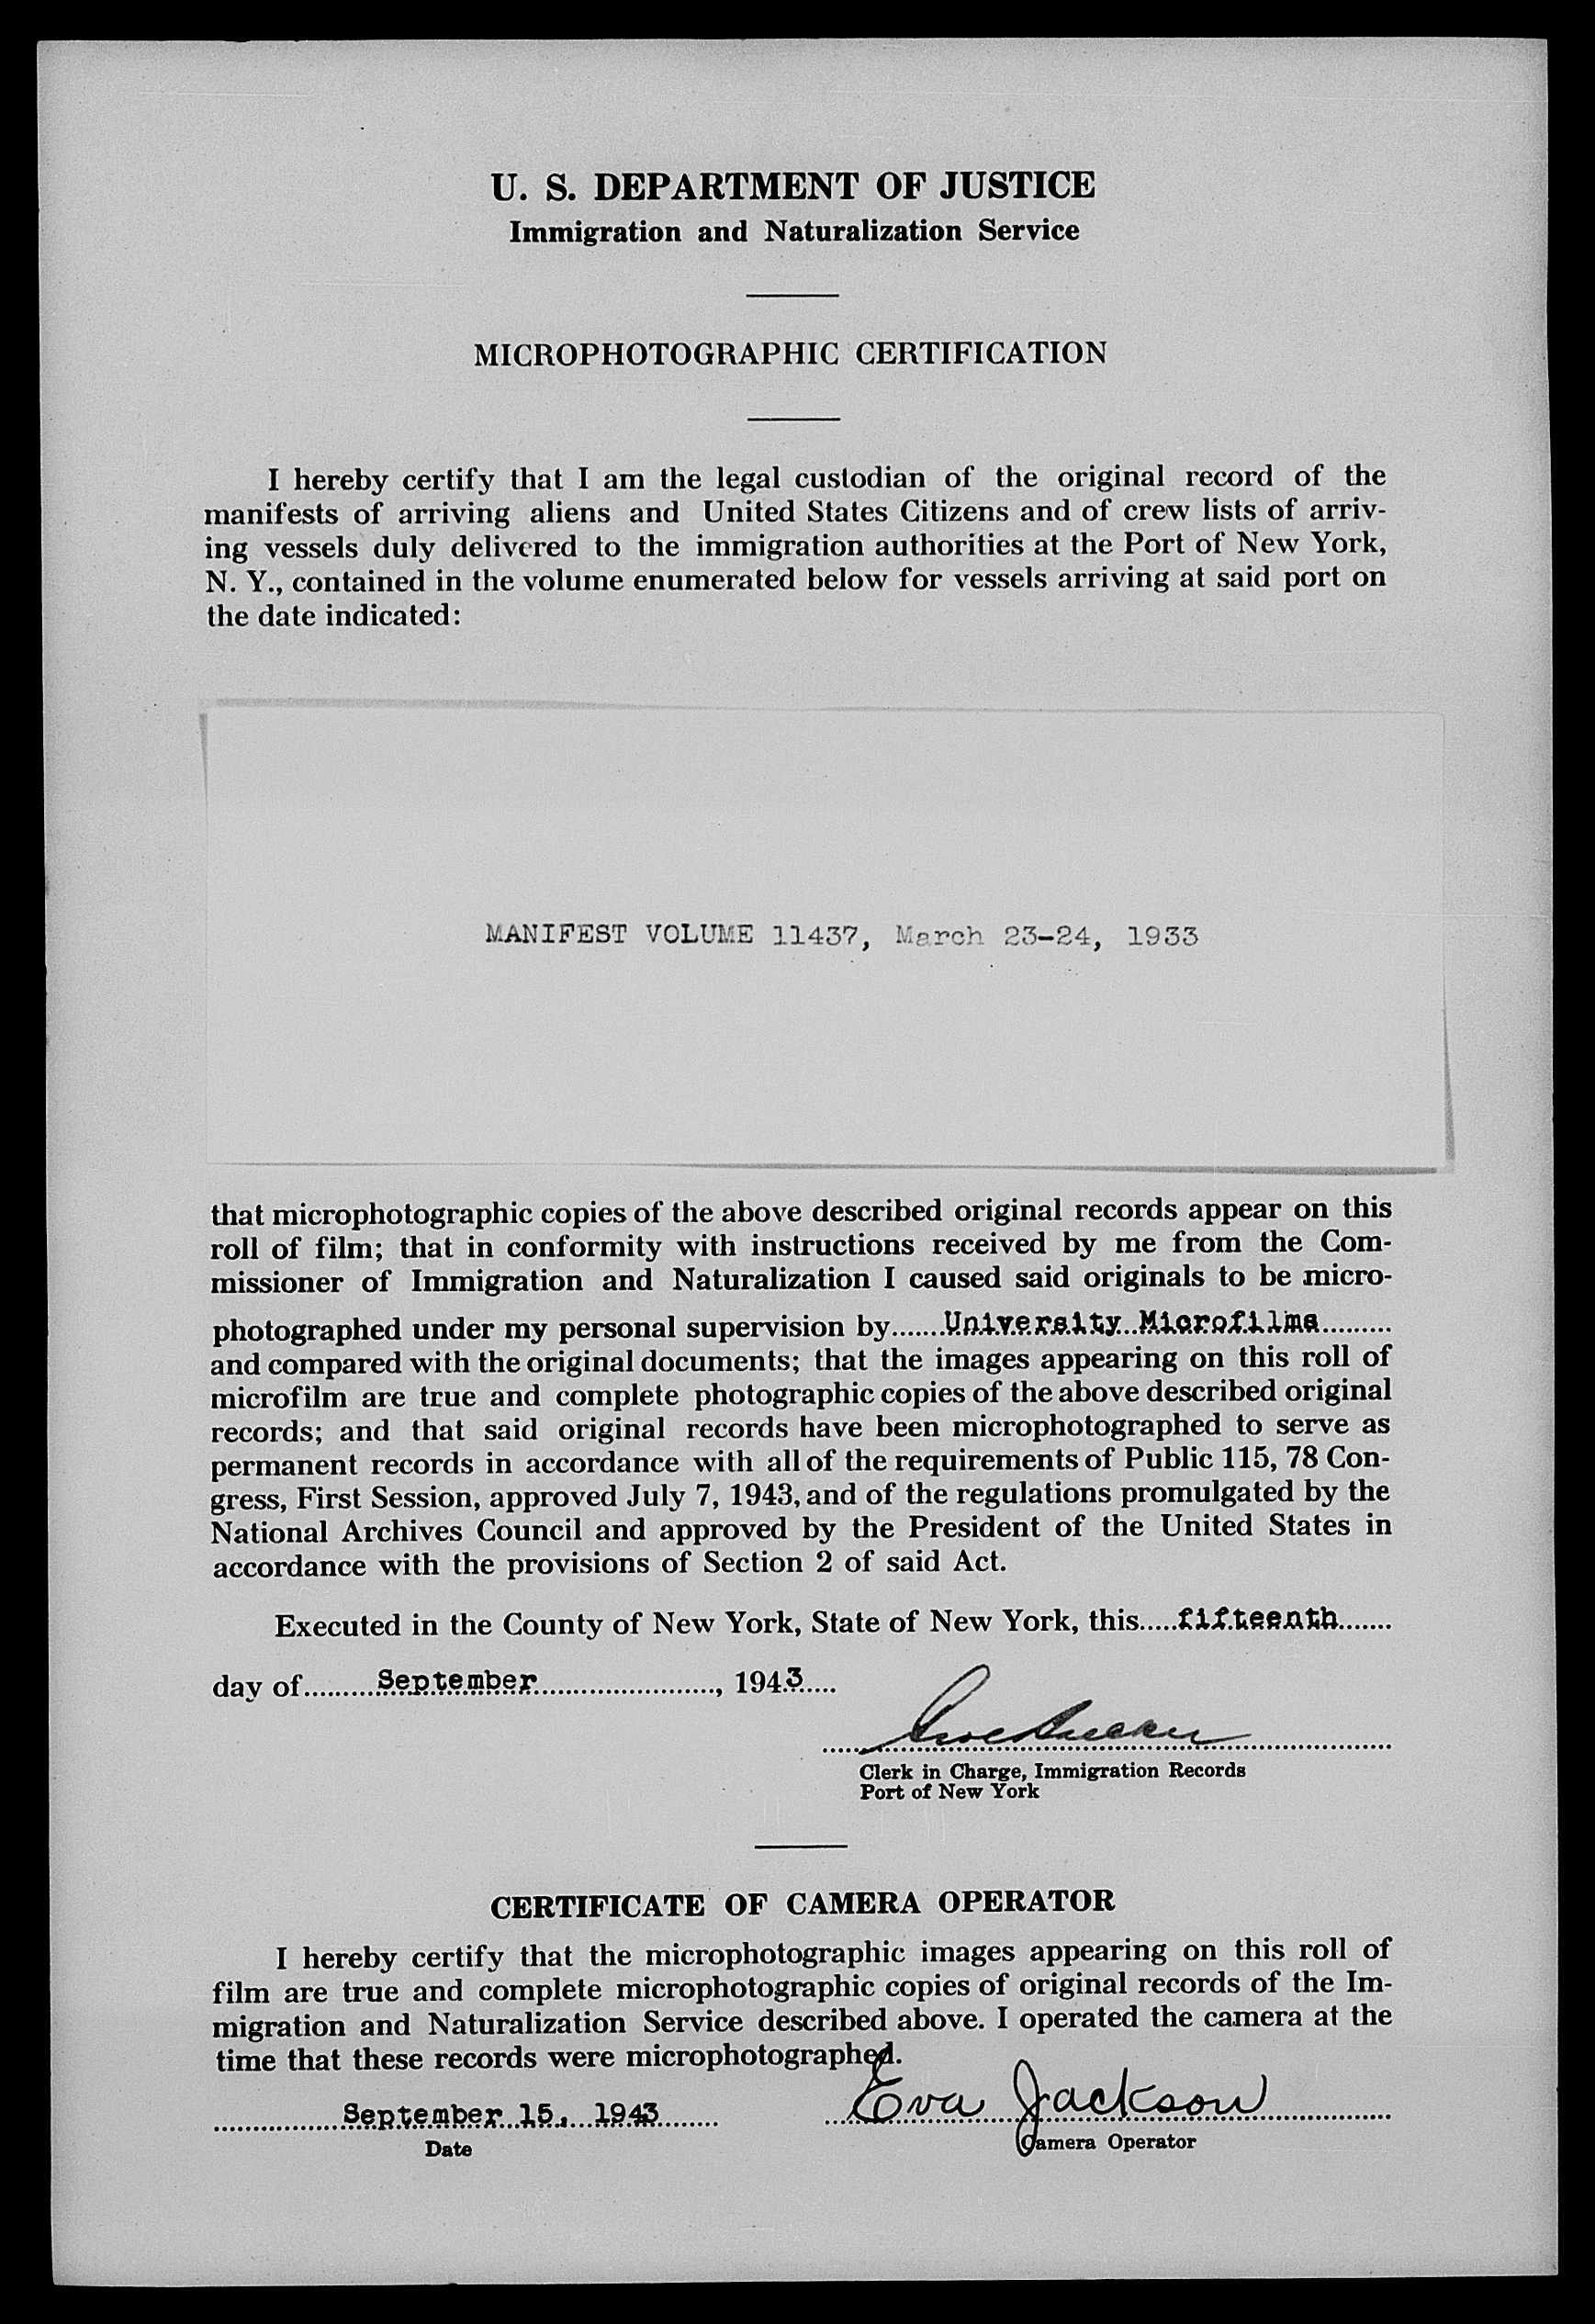 U. S. DEPARTMENT OF JUSTICE
Immigration and Naturalization Service
MICROPHOTOGRAPHIC CERTIFICATION
I hereby certify that I am the legal custodian of the original record of the
manifests of arriving aliens and United States Citizens and of crew lists of arriv-
ing vessels duly delivered to the immigration authorities at the Port of New York,
N. Y., contained in the volume enumerated below for vessels arriving at said port on
the date indicated:
MANIFEST VOLUME 11437, March 23-24, 1933
that microphotographic copies of the above described original records appear on this
roll of film; that in conformity with instructions received by me from the Com-
missioner of Immigration and Naturalization I caused said originals to be micro-
photographed under my personal supervision by......University Microfilms.........
and compared with the original documents; that the images appearing on this roll of
microfilm are true and complete photographic copies of the above described original
records; and that said original records have been microphotographed to serve as
permanent records in accordance with all of the requirements of Public 115, 78 Con-
gress, First Session, approved July 7, 1943, and of the regulations promulgated by the
National Archives Council and approved by the President of the United States in
accordance with the provisions of Section 2 of said Act.
Executed in the County of New York, State of New York, this.....fifteenth.......
day of.........September......................, 1943.....
Clerk in Charge, Immigration Records
Port of New York
CERTIFICATE OF CAMERA OPERATOR
I hereby certify that the microphotographic images appearing on this roll of
film are true and complete microphotographic copies of original records of the Im-
migration and Naturalization Service described above. I operated the camera at the
time that these records were microphotographed.
September 15, 1943 Eva Jackson
Date Camera Operator